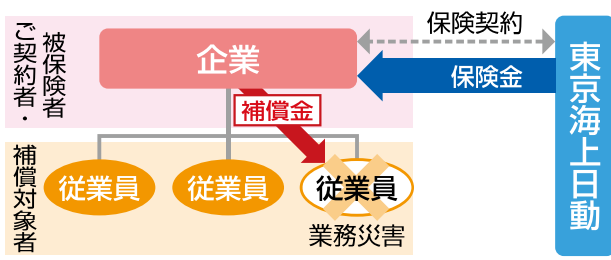 ご契約者・
被保険者
企業
保険契約
保険金
東京海上日動
補償金
補償対象者
従業員
従業員
従業員
業務災害